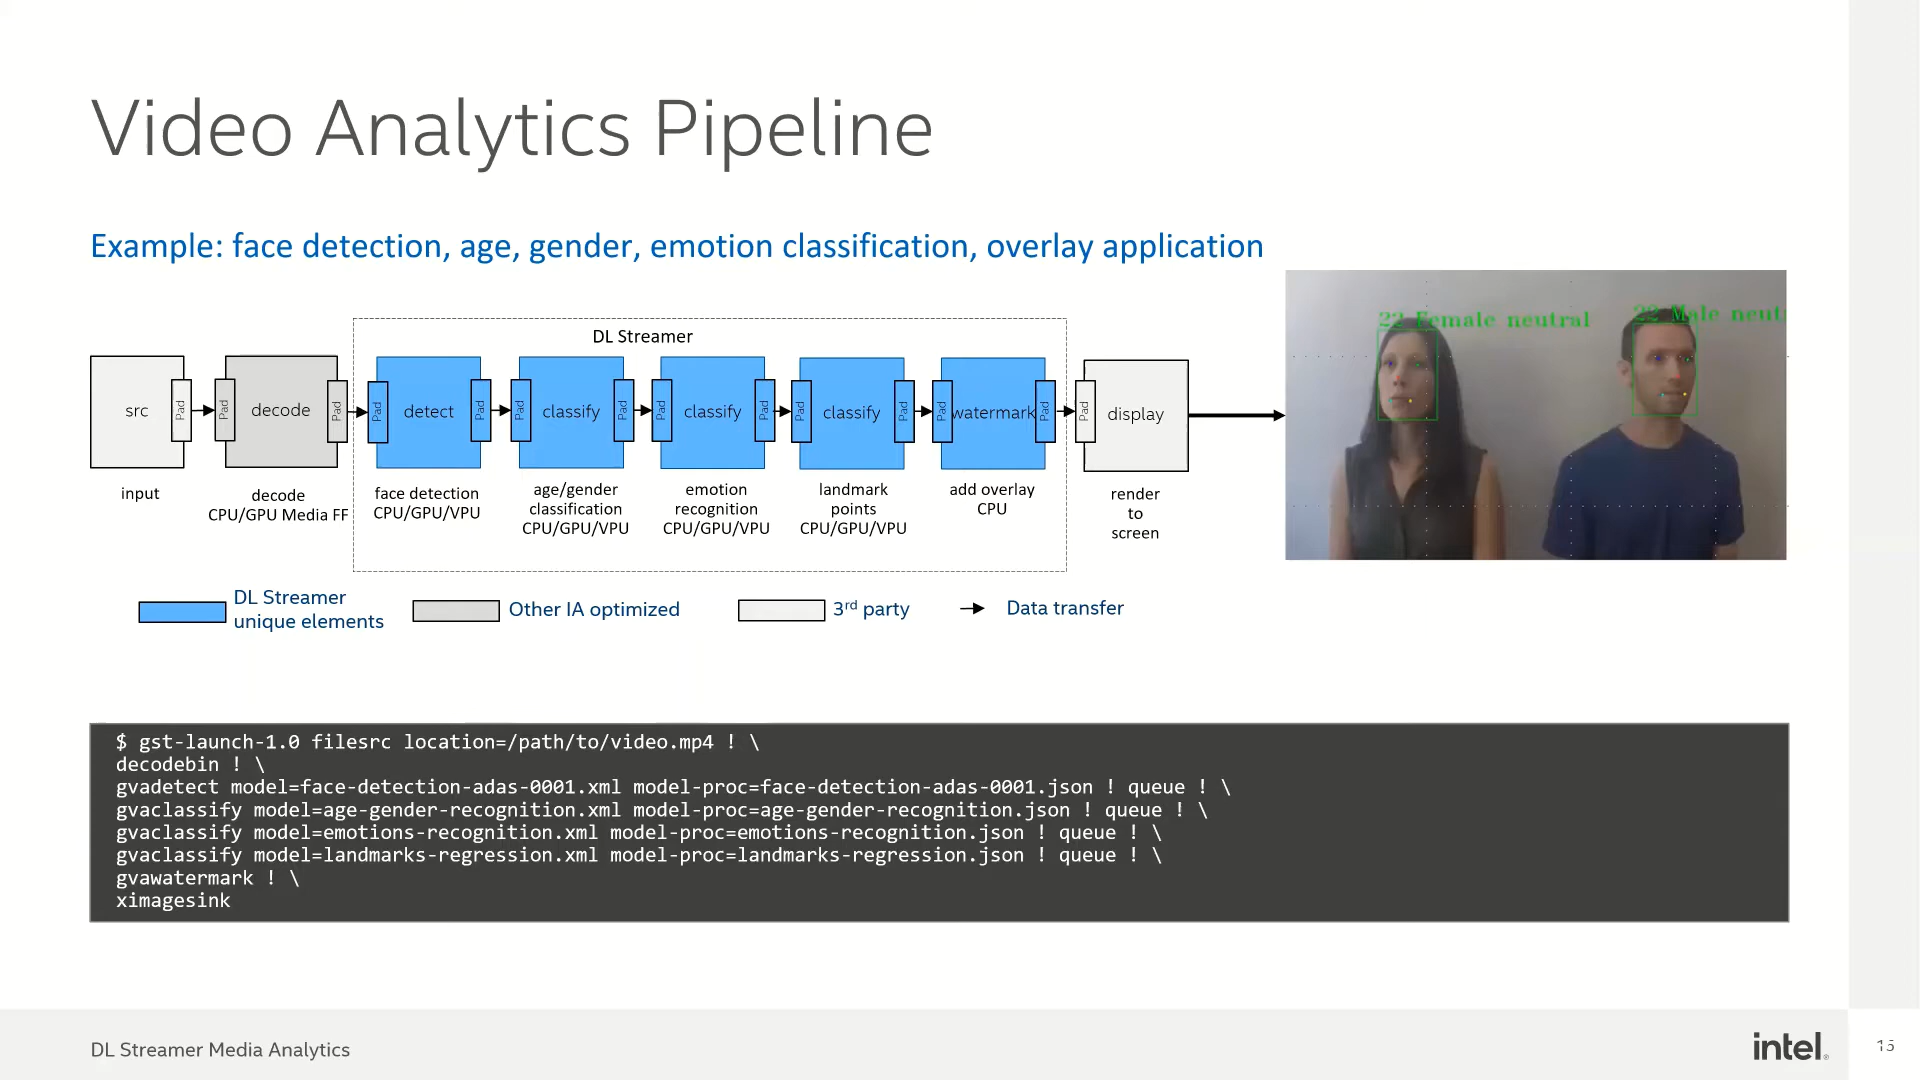 Video Analytics Pipeline
Example: face detection, age, gender, emotion classification, overlay application
DL Streamer
src
Pad
Pad
decode
Pad
Pad
detect
Pad
Pad
classify
Pad
Pad
classify
Pad
Pad
classify
Pad
Pad
watermark
Pad
Pad
display
input
decode
CPU/GPU Media FF
face detection
CPU/GPU/VPU
age/gender
classification
CPU/GPU/VPU
emotion
recognition
CPU/GPU/VPU
landmark
points
CPU/GPU/VPU
add overlay
CPU
render
to
screen
22 Female neutral
22 Male neut
DL Streamer
unique elements
Other IA optimized
3rd party
Data transfer
$ gst-launch-1.0 filesrc location=/path/to/video.mp4 ! \
decodebin ! \
gvadetect model=face-detection-adas-0001.xml model-proc=face-detection-adas-0001.json ! queue ! \
gvaclassify model=age-gender-recognition.xml model-proc=age-gender-recognition.json ! queue ! \
gvaclassify model=emotions-recognition.xml model-proc=emotions-recognition.json ! queue ! \
gvaclassify model=landmarks-regression.xml model-proc=landmarks-regression.json ! queue ! \
gvawatermark ! \
ximagesink
DL Streamer Media Analytics
intel.
15